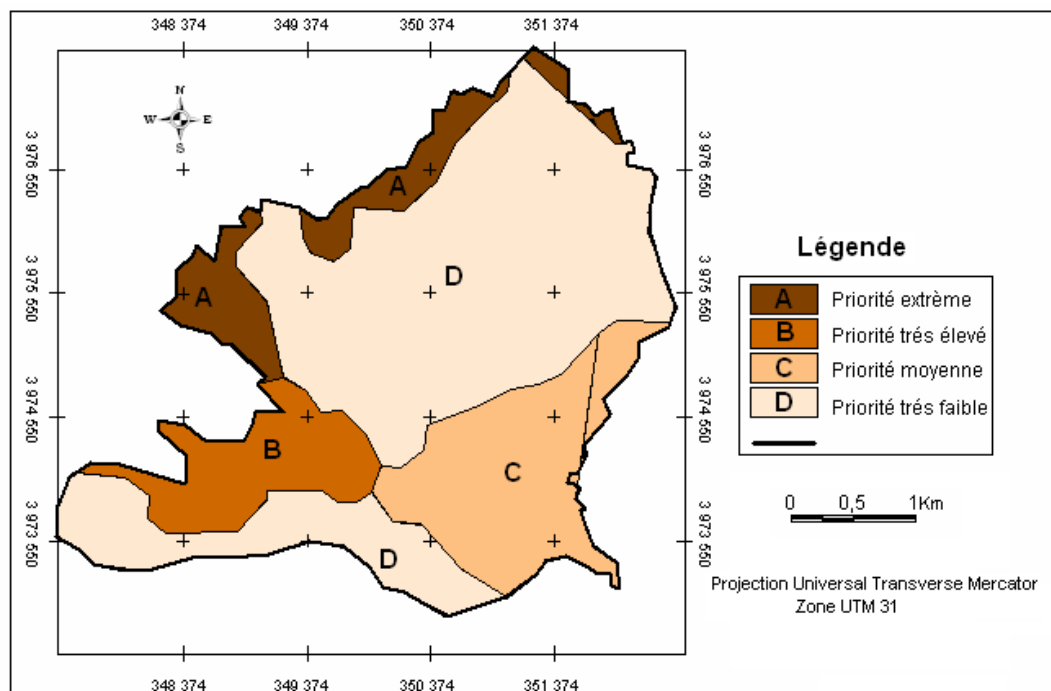 348 374 349 374 350 374 351 374
N
W E
S
3 976 550
3 976 550
A
A
D
3 975 550
3 975 550
3 974 550
3 974 550
B
C
3 973 550
3 973 550
D
348 374 349 374 350 374 351 374
Légende
A Priorité extrème
B Priorité trés élevé
C Priorité moyenne
D Priorité trés faible
0 0,5 1Km
Projection Universal Transverse Mercator
Zone UTM 31